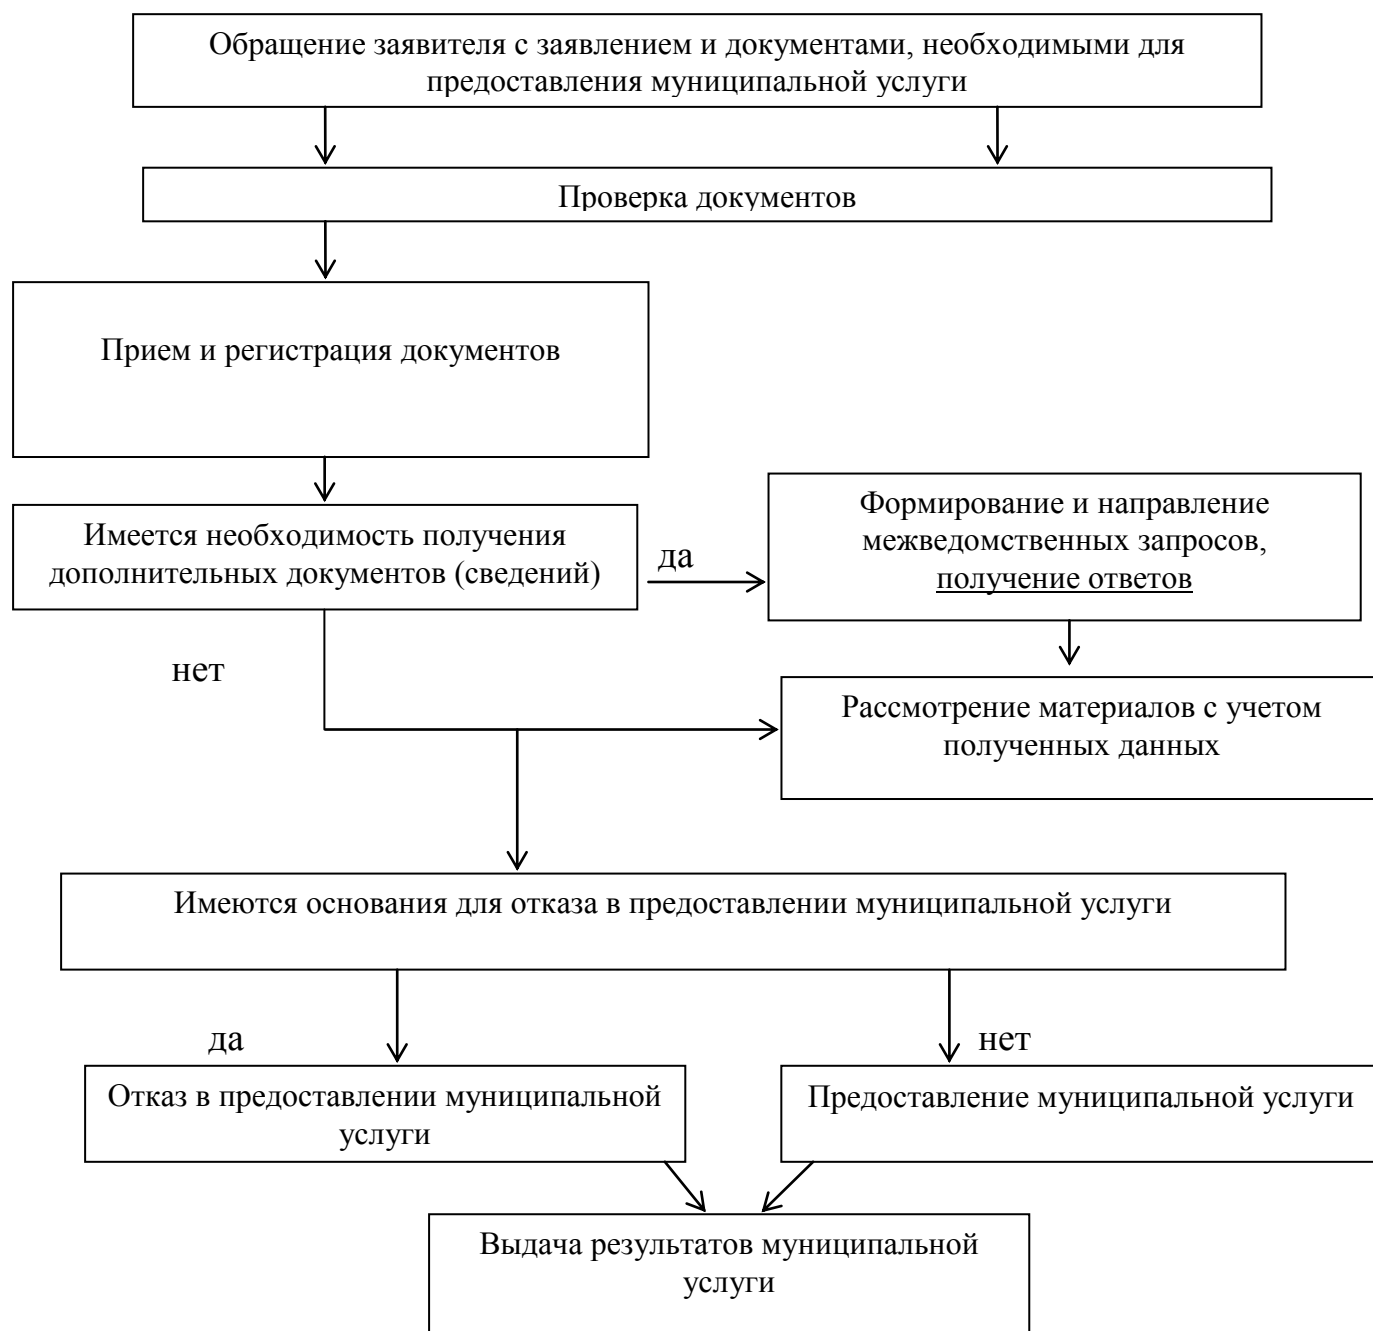 Обращение заявителя с заявлением и документами, необходимыми для
предоставления муниципальной услуги
Проверка документов
Прием и регистрация документов
Имеется необходимость получения
дополнительных документов (сведений)
да
Формирование и направление
межведомственных запросов,
получение ответов
нет
Рассмотрение материалов с учетом
полученных данных
Имеются основания для отказа в предоставлении муниципальной услуги
да
нет
Отказ в предоставлении муниципальной
услуги
Предоставление муниципальной услуги
Выдача результатов муниципальной
услуги